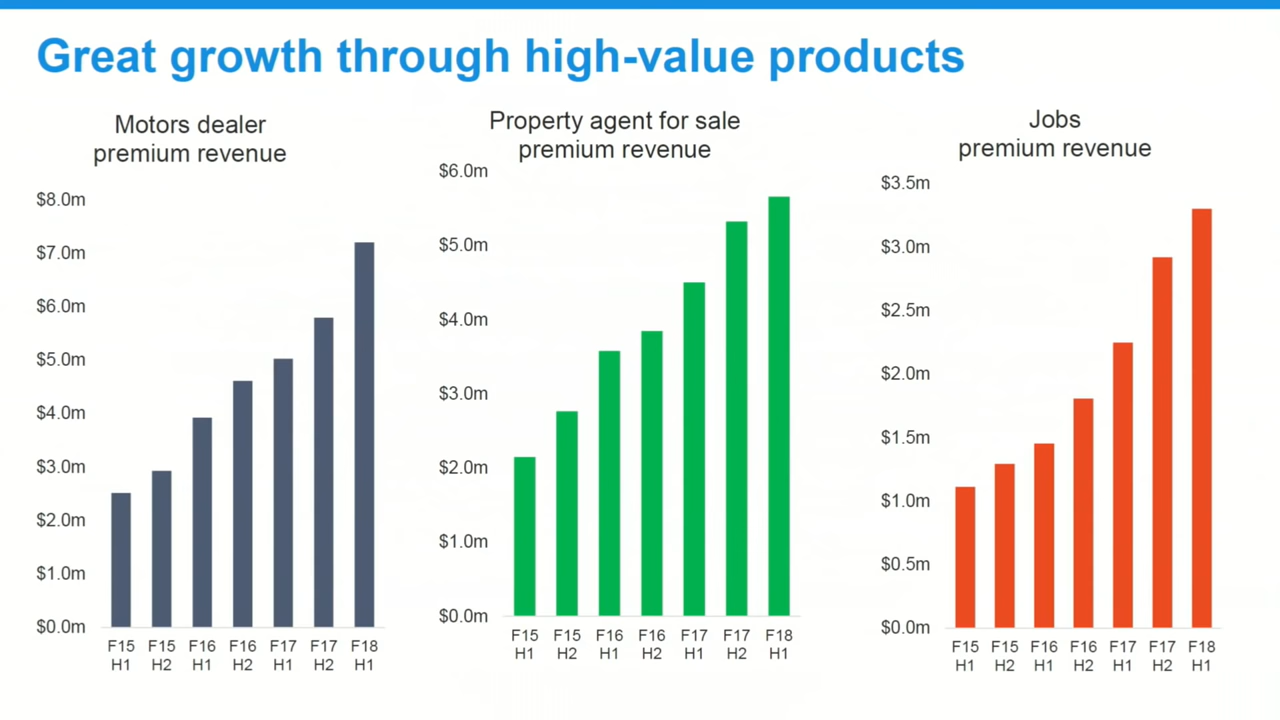 Great growth through high-value products
Motors dealer
premium revenue
$8.0m
$7.0m
$6.0m
$5.0m
$4.0m
$3.0m
$2.0m
$1.0m
$0.0m
F15 F15 F16 F16 F17 F17 F18
H1 H2 H1 H2 H1 H2 H1
Property agent for sale
premium revenue
$6.0m
$5.0m
$4.0m
$3.0m
$2.0m
$1.0m
$0.0m
F15 F15 F16 F16 F17 F17 F18
H1 H2 H1 H2 H1 H2 H1
Jobs
premium revenue
$3.5m
$3.0m
$2.5m
$2.0m
$1.5m
$1.0m
$0.5m
$0.0m
F15 F15 F16 F16 F17 F17 F18
H1 H2 H1 H2 H1 H2 H1